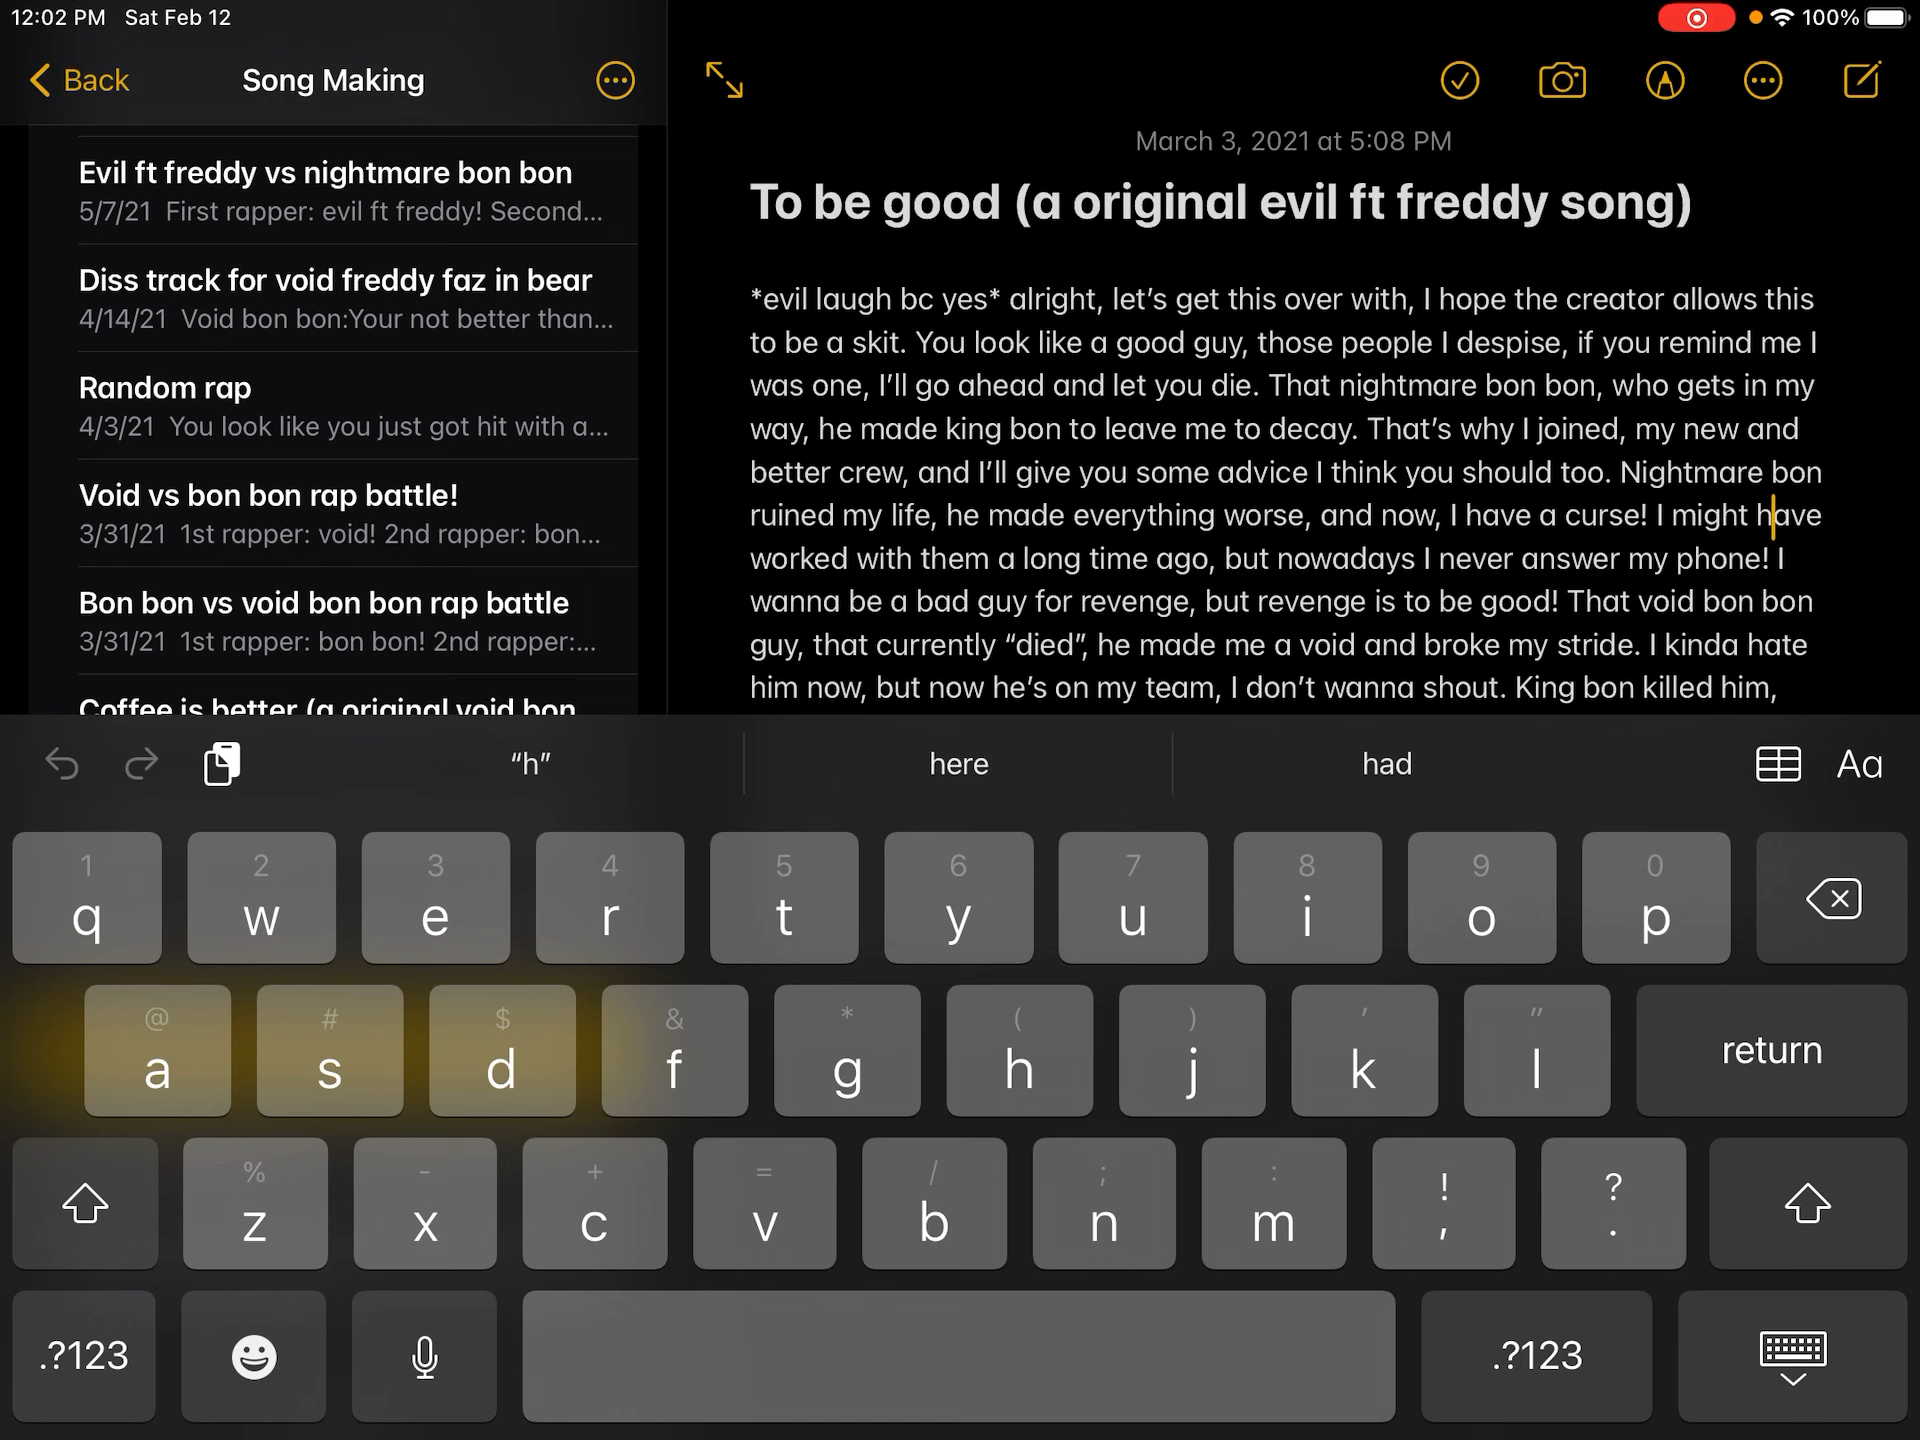 12:02 PM Sat Feb 12
100%
Back
Song Making
Evil ft freddy vs nightmare bon bon
5/7/21 First rapper: evil ft freddy! Second...
Diss track for void freddy faz in bear
4/14/21 Void bon bon:Your not better than...
Random rap
4/3/21 You look like you just got hit with a...
Void vs bon bon rap battle!
3/31/21 1st rapper: void! 2nd rapper: bon...
Bon bon vs void bon bon rap battle
3/31/21 1st rapper: bon bon! 2nd rapper:...
Coffee is better (a original void bon
March 3, 2021 at 5:08 PM
To be good (a original evil ft freddy song)
*evil laugh bc yes* alright, let’s get this over with, I hope the creator allows this
to be a skit. You look like a good guy, those people I despise, if you remind me I
was one, I’ll go ahead and let you die. That nightmare bon bon, who gets in my
way, he made king bon to leave me to decay. That’s why I joined, my new and
better crew, and I’ll give you some advice I think you should too. Nightmare bon
ruined my life, he made everything worse, and now, I have a curse! I might have
worked with them a long time ago, but nowadays I never answer my phone! I
wanna be a bad guy for revenge, but revenge is to be good! That void bon bon
guy, that currently “died”, he made me a void and broke my stride. I kinda hate
him now, but now he’s on my team, I don’t wanna shout. King bon killed him,
“h” here had Aa
1 2 3 4 5 6 7 8 9 0
q w e r t y u i o p
@ # $ & * ( ) ' "
a s d f g h j k l return
% - + = / ; : ! ?
z x c v b n m , .
.?123 .?123